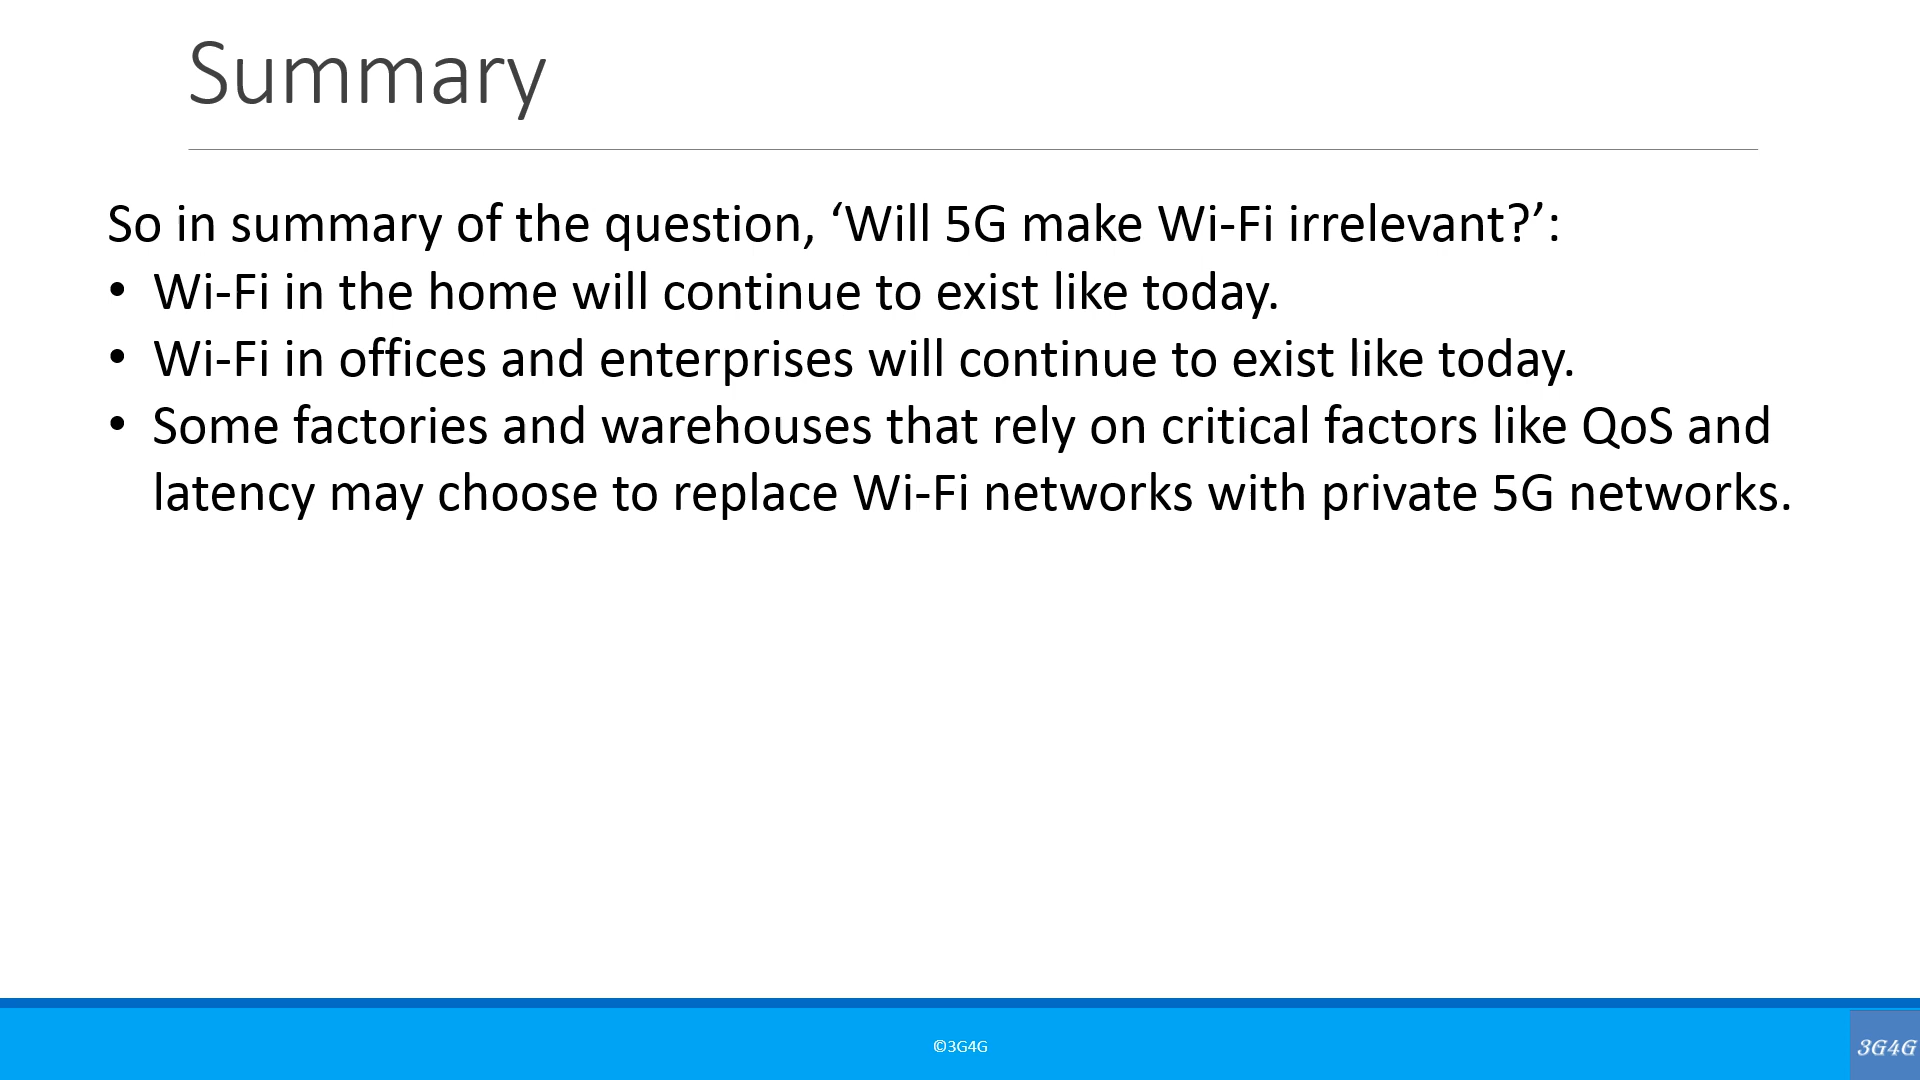 Summary
So in summary of the question, ‘Will 5G make Wi-Fi irrelevant?’:
• Wi-Fi in the home will continue to exist like today.
• Wi-Fi in offices and enterprises will continue to exist like today.
• Some factories and warehouses that rely on critical factors like QoS and
latency may choose to replace Wi-Fi networks with private 5G networks.
©3G4G
3G4G